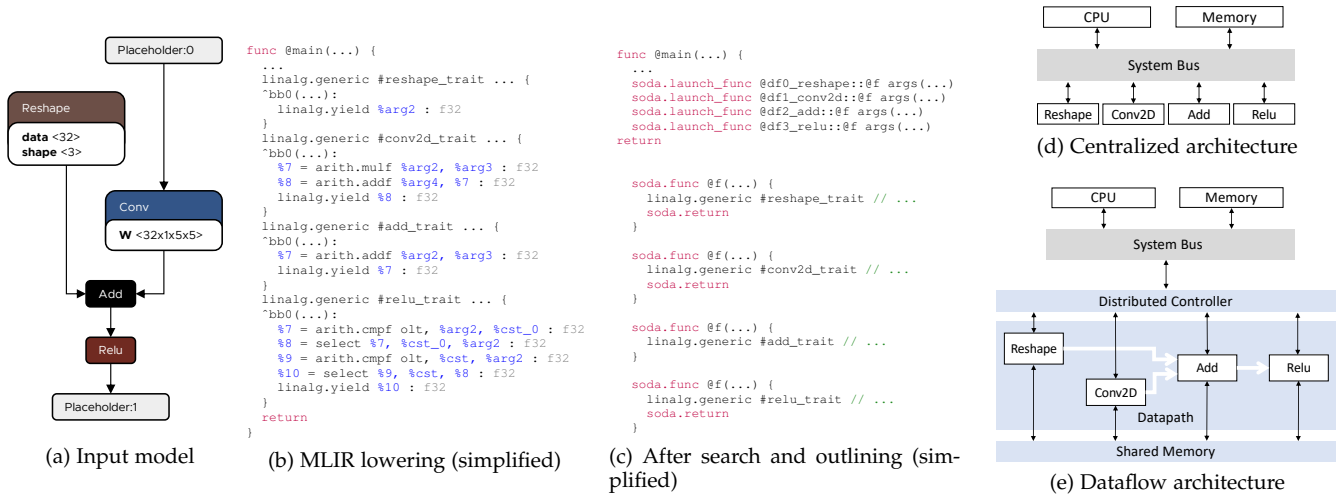 Placeholder:0
Reshape
data <32>
shape <3>
Conv
W <32x1x5x5>
Add
Relu
Placeholder:1
(a) Input model
func @main(...) {
...
linalg.generic #reshape_trait ... {
^bb0(...):
linalg.yield %arg2 : f32
}
linalg.generic #conv2d_trait ... {
^bb0(...):
%7 = arith.mulf %arg2, %arg3 : f32
%8 = arith.addf %arg4, %7 : f32
linalg.yield %8 : f32
}
linalg.generic #add_trait ... {
^bb0(...):
%7 = arith.addf %arg2, %arg3 : f32
linalg.yield %7 : f32
}
linalg.generic #relu_trait ... {
^bb0(...):
%7 = arith.cmpf olt, %arg2, %cst_0 : f32
%8 = select %7, %cst_0, %arg2 : f32
%9 = arith.cmpf olt, %cst, %arg2 : f32
%10 = select %9, %cst, %8 : f32
linalg.yield %10 : f32
}
return
}
(b) MLIR lowering (simplified)
func @main(...) {
...
soda.launch_func @df0_reshape::@f args(...)
soda.launch_func @df1_conv2d::@f args(...)
soda.launch_func @df2_add::@f args(...)
soda.launch_func @df3_relu::@f args(...)
return
soda.func @f(...) {
linalg.generic #reshape_trait // ...
soda.return
}
soda.func @f(...) {
linalg.generic #conv2d_trait // ...
soda.return
}
soda.func @f(...) {
linalg.generic #add_trait // ...
}
soda.func @f(...) {
linalg.generic #relu_trait // ...
soda.return
}
(c) After search and outlining (sim-
plified)
CPU
Memory
System Bus
Reshape
Conv2D
Add
Relu
(d) Centralized architecture
CPU
Memory
System Bus
Distributed Controller
Reshape
Add
Relu
Conv2D
Datapath
Shared Memory
(e) Dataflow architecture